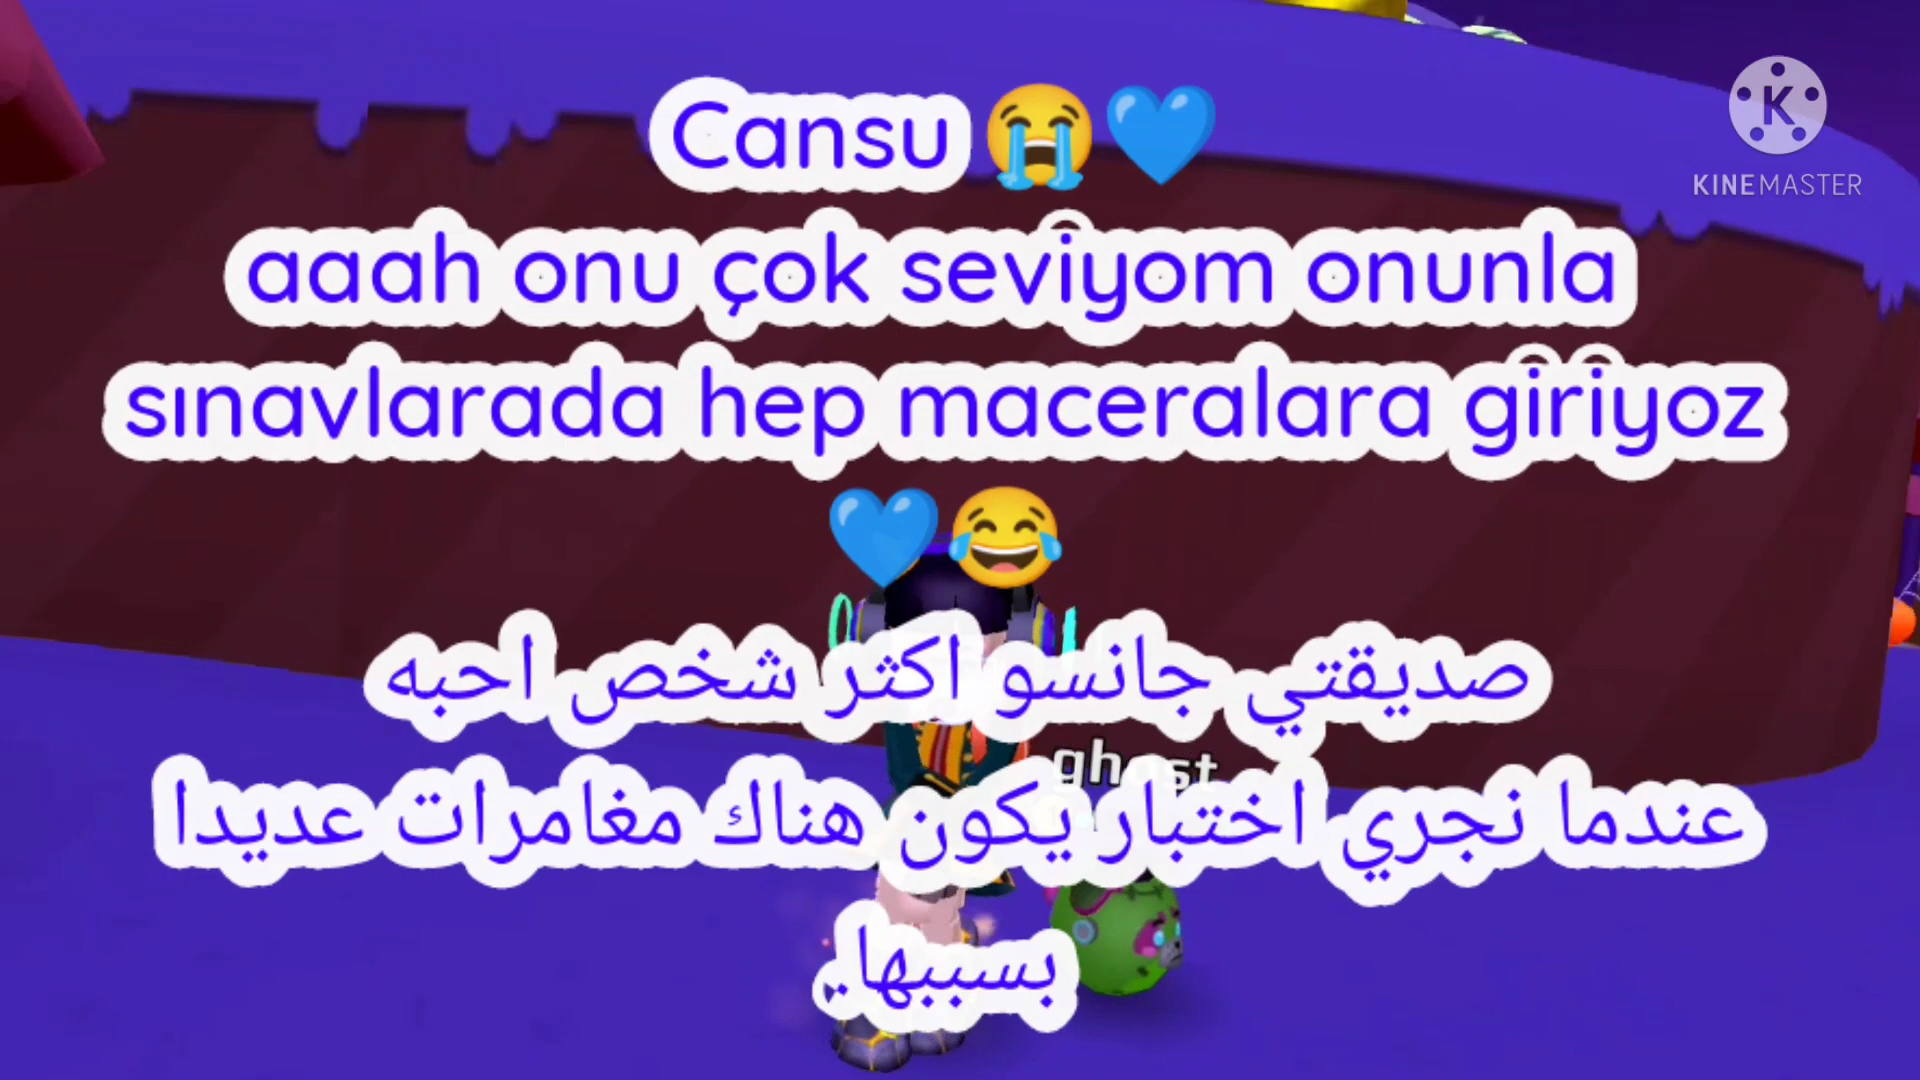 Cansu 😭💙
KINEMASTER
aaah onu çok seviyom onunla
sınavlarada hep maceralara giriyoz
💙😂
صديقتي جانسو اكثر شخص احبه
ghost
عندما نجري اختبار يكون هناك مغامرات عديدا
بسببها